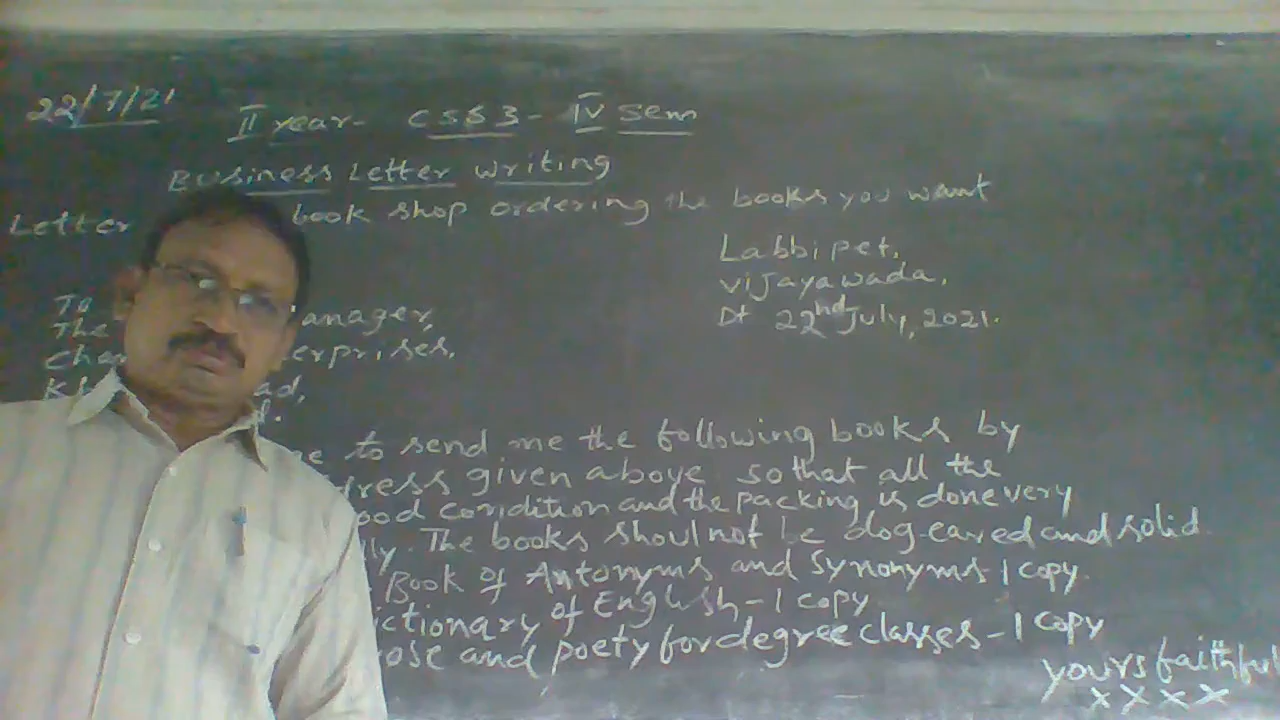 22/7/21
II year- CSS3- IV sem
Business Letter writing
Letter book shop ordering the books you want
Labbipet,
vijayawada,
Dt 22nd July, 2021.
To
The anager,
Cha erprises,
ad,
to send me the following books by
ress given above so that all the
ood condition and the packing is done very
lly. The books shoul not be dog-eared and solid
Book of Antonyms and Synonyms 1 copy.
ictionary of English - 1 copy
ose and poety for degree classes - 1 copy
yours faithful
xxxx